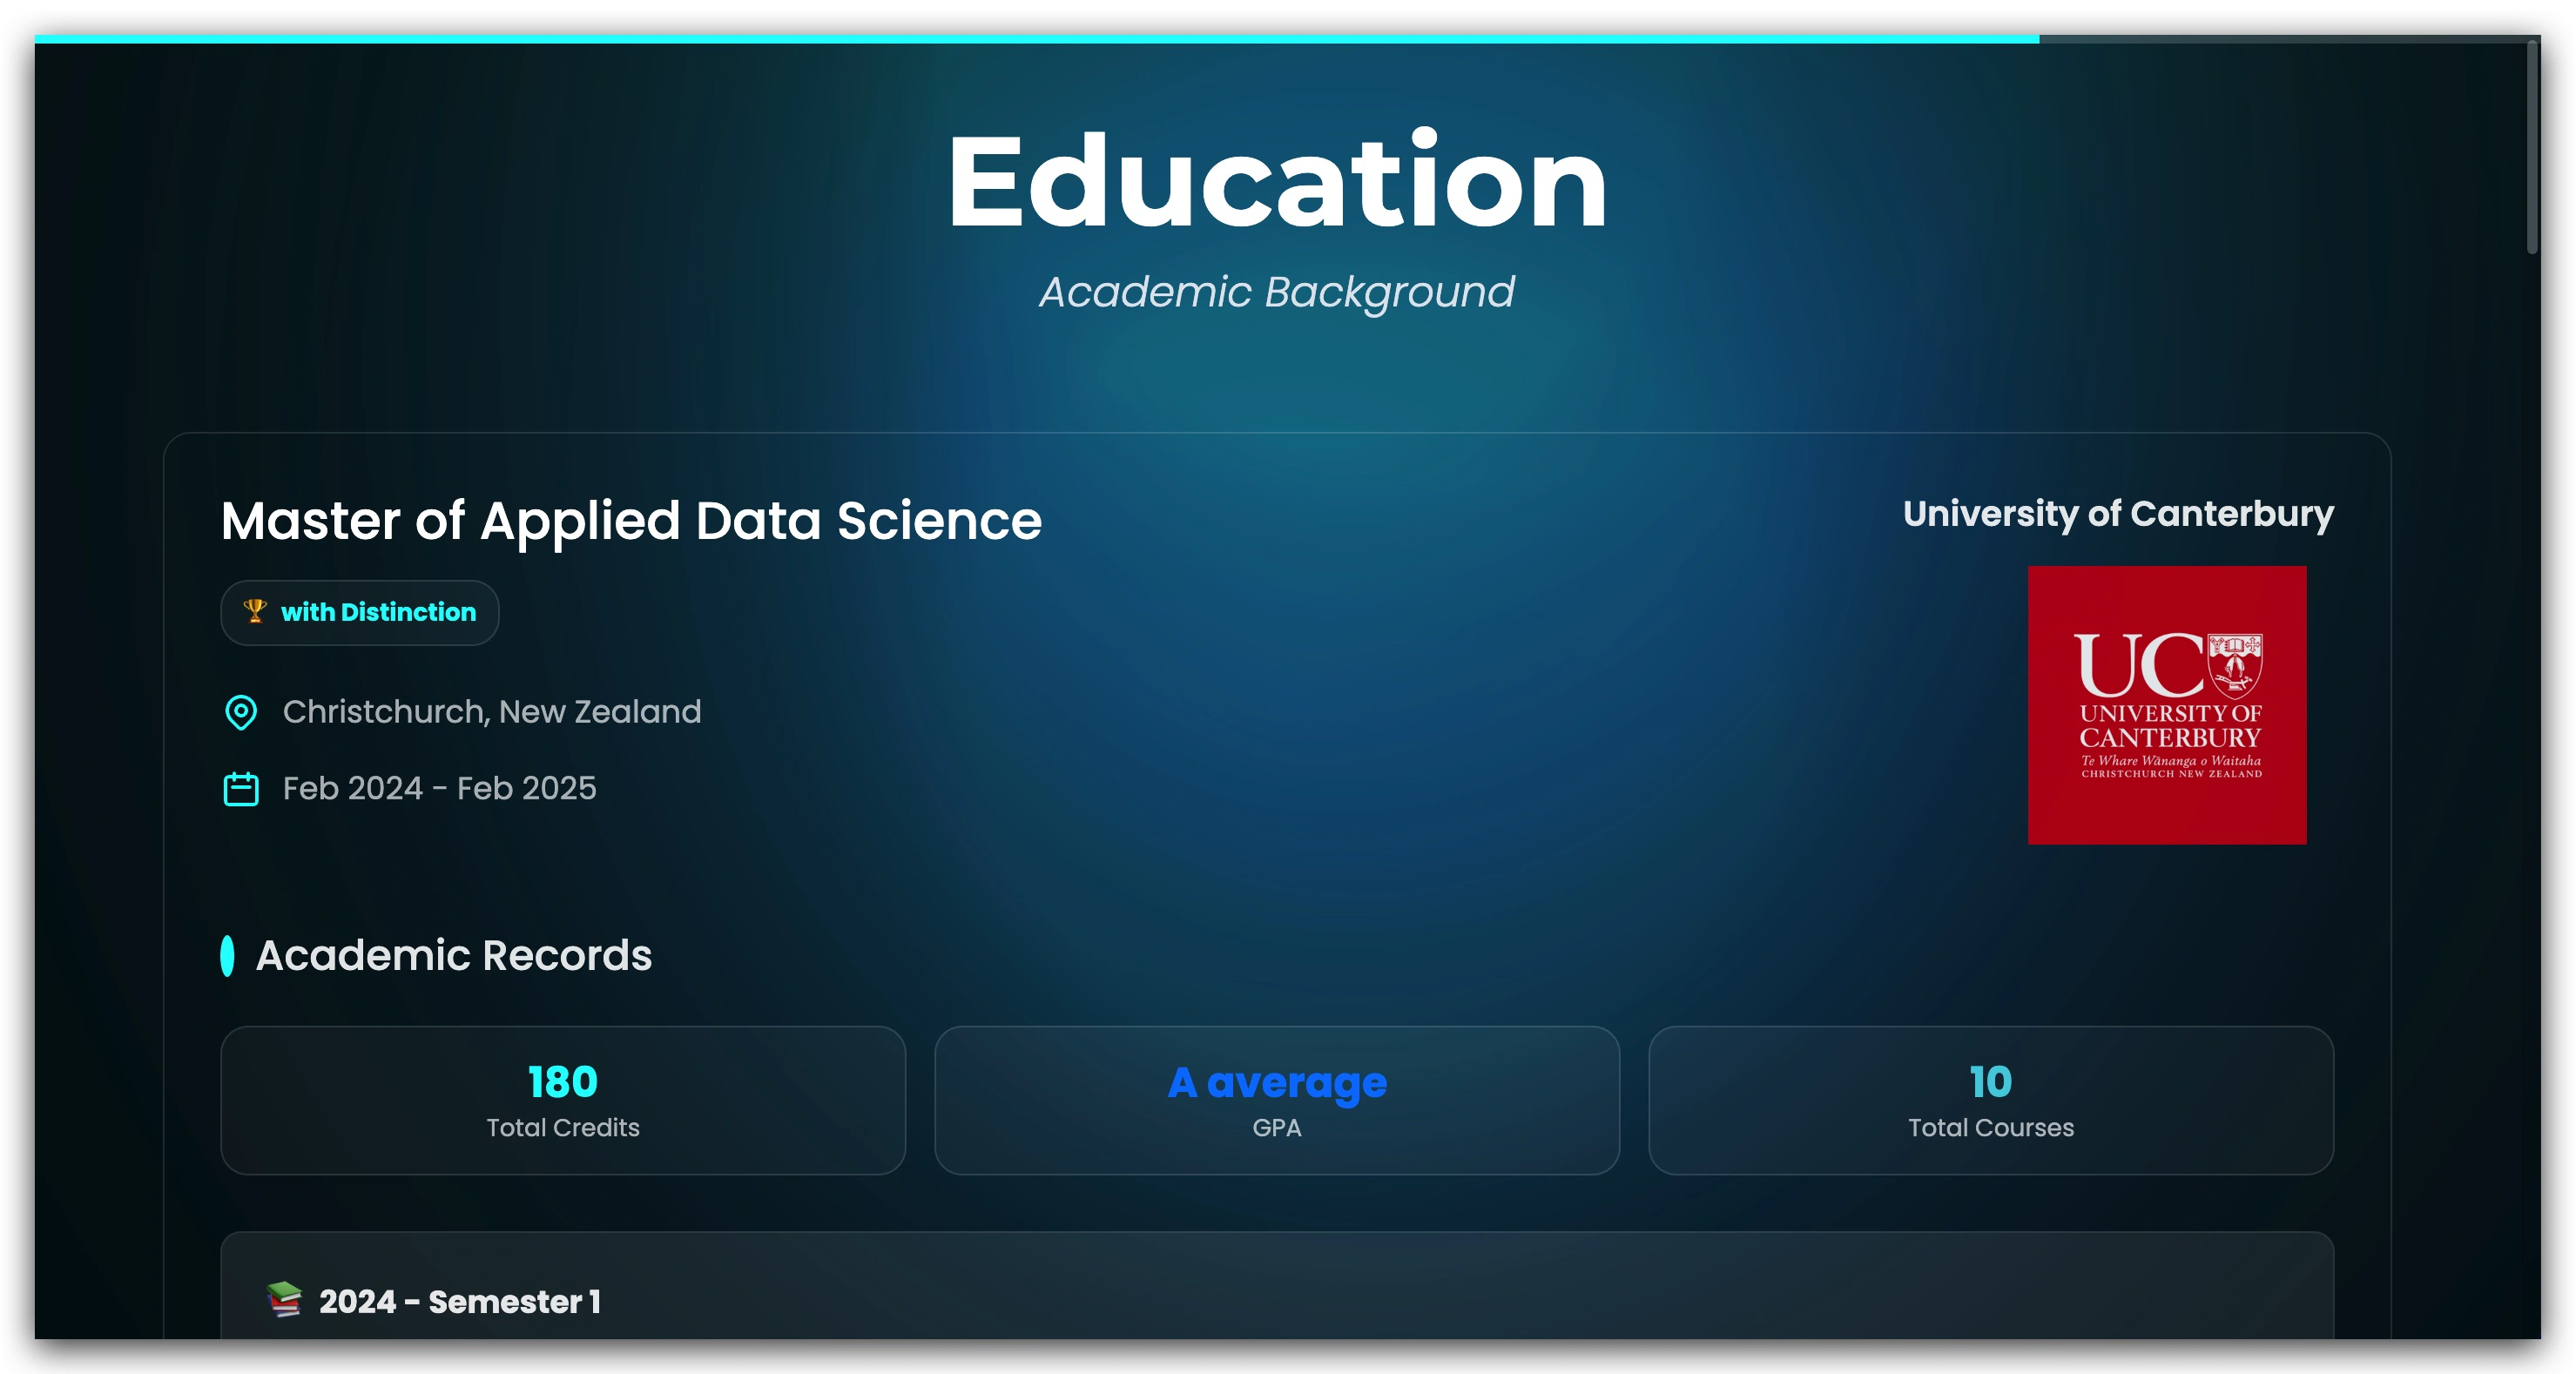 Education
Academic Background
Master of Applied Data Science
with Distinction
Christchurch, New Zealand
Feb 2024 - Feb 2025
University of Canterbury
UC
UNIVERSITY OF
CANTERBURY
Te Whare Wānanga o Waitaha
CHRISTCHURCH NEW ZEALAND
Academic Records
180
Total Credits
A average
GPA
10
Total Courses
2024 - Semester 1